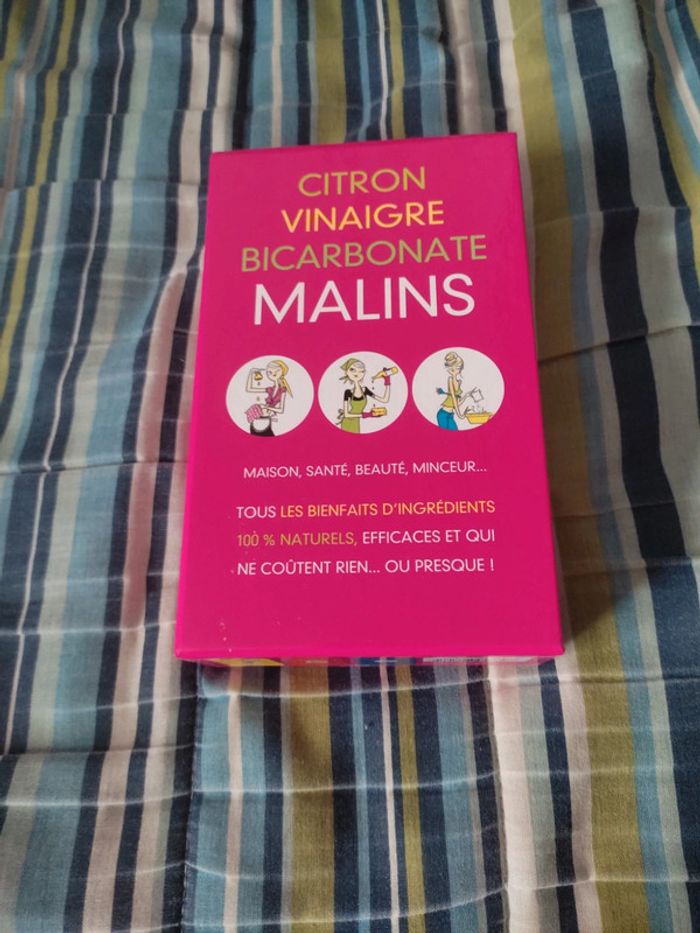 CITRON
VINAIGRE
BICARBONATE
MALINS
MAISON, SANTÉ, BEAUTÉ, MINCEUR...
TOUS LES BIENFAITS D'INGRÉDIENTS
100 % NATURELS, EFFICACES ET QUI
NE COÛTENT RIEN... OU PRESQUE !